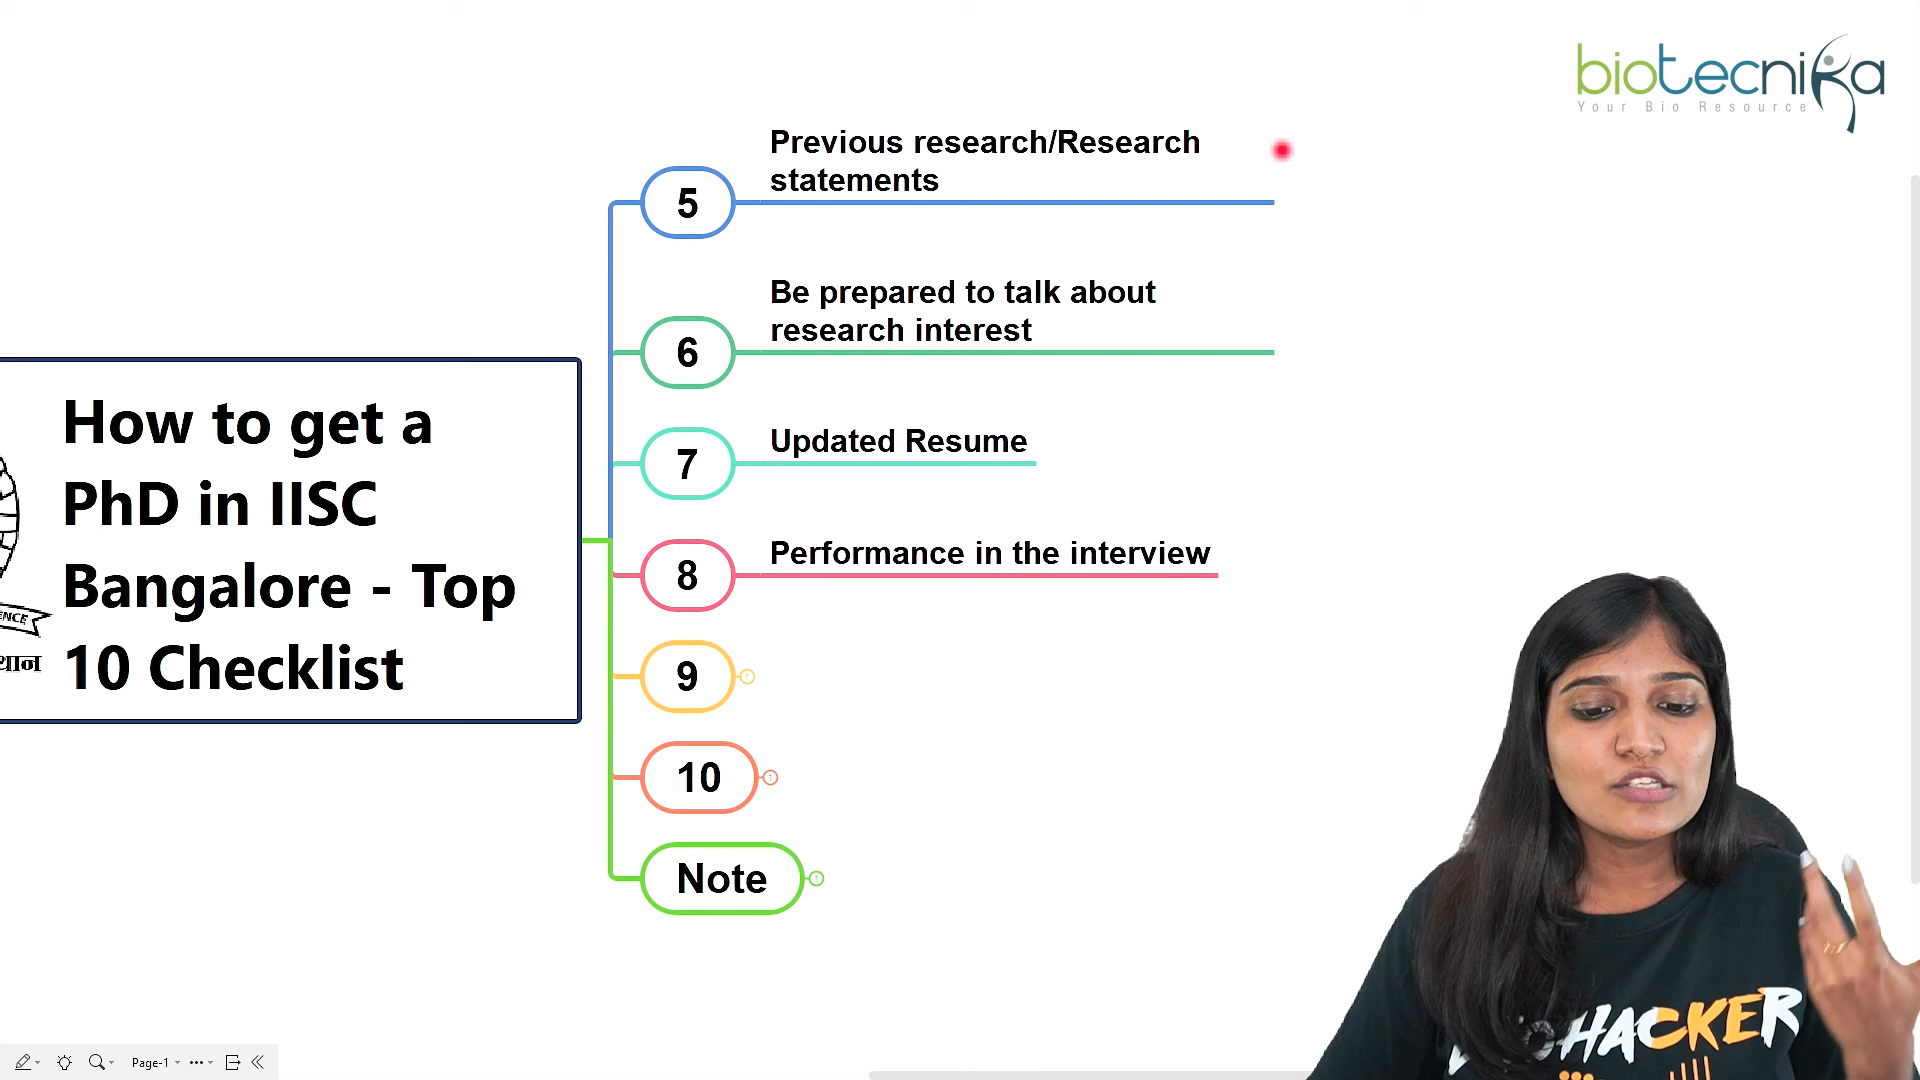 biotecnika
Your Bio Resource
Previous research/Research
statements
5
Be prepared to talk about
research interest
6
Updated Resume
7
Performance in the interview
8
9
10
Note
How to get a
PhD in IISC
Bangalore - Top
10 Checklist
ENCE
Page-1
HACKER